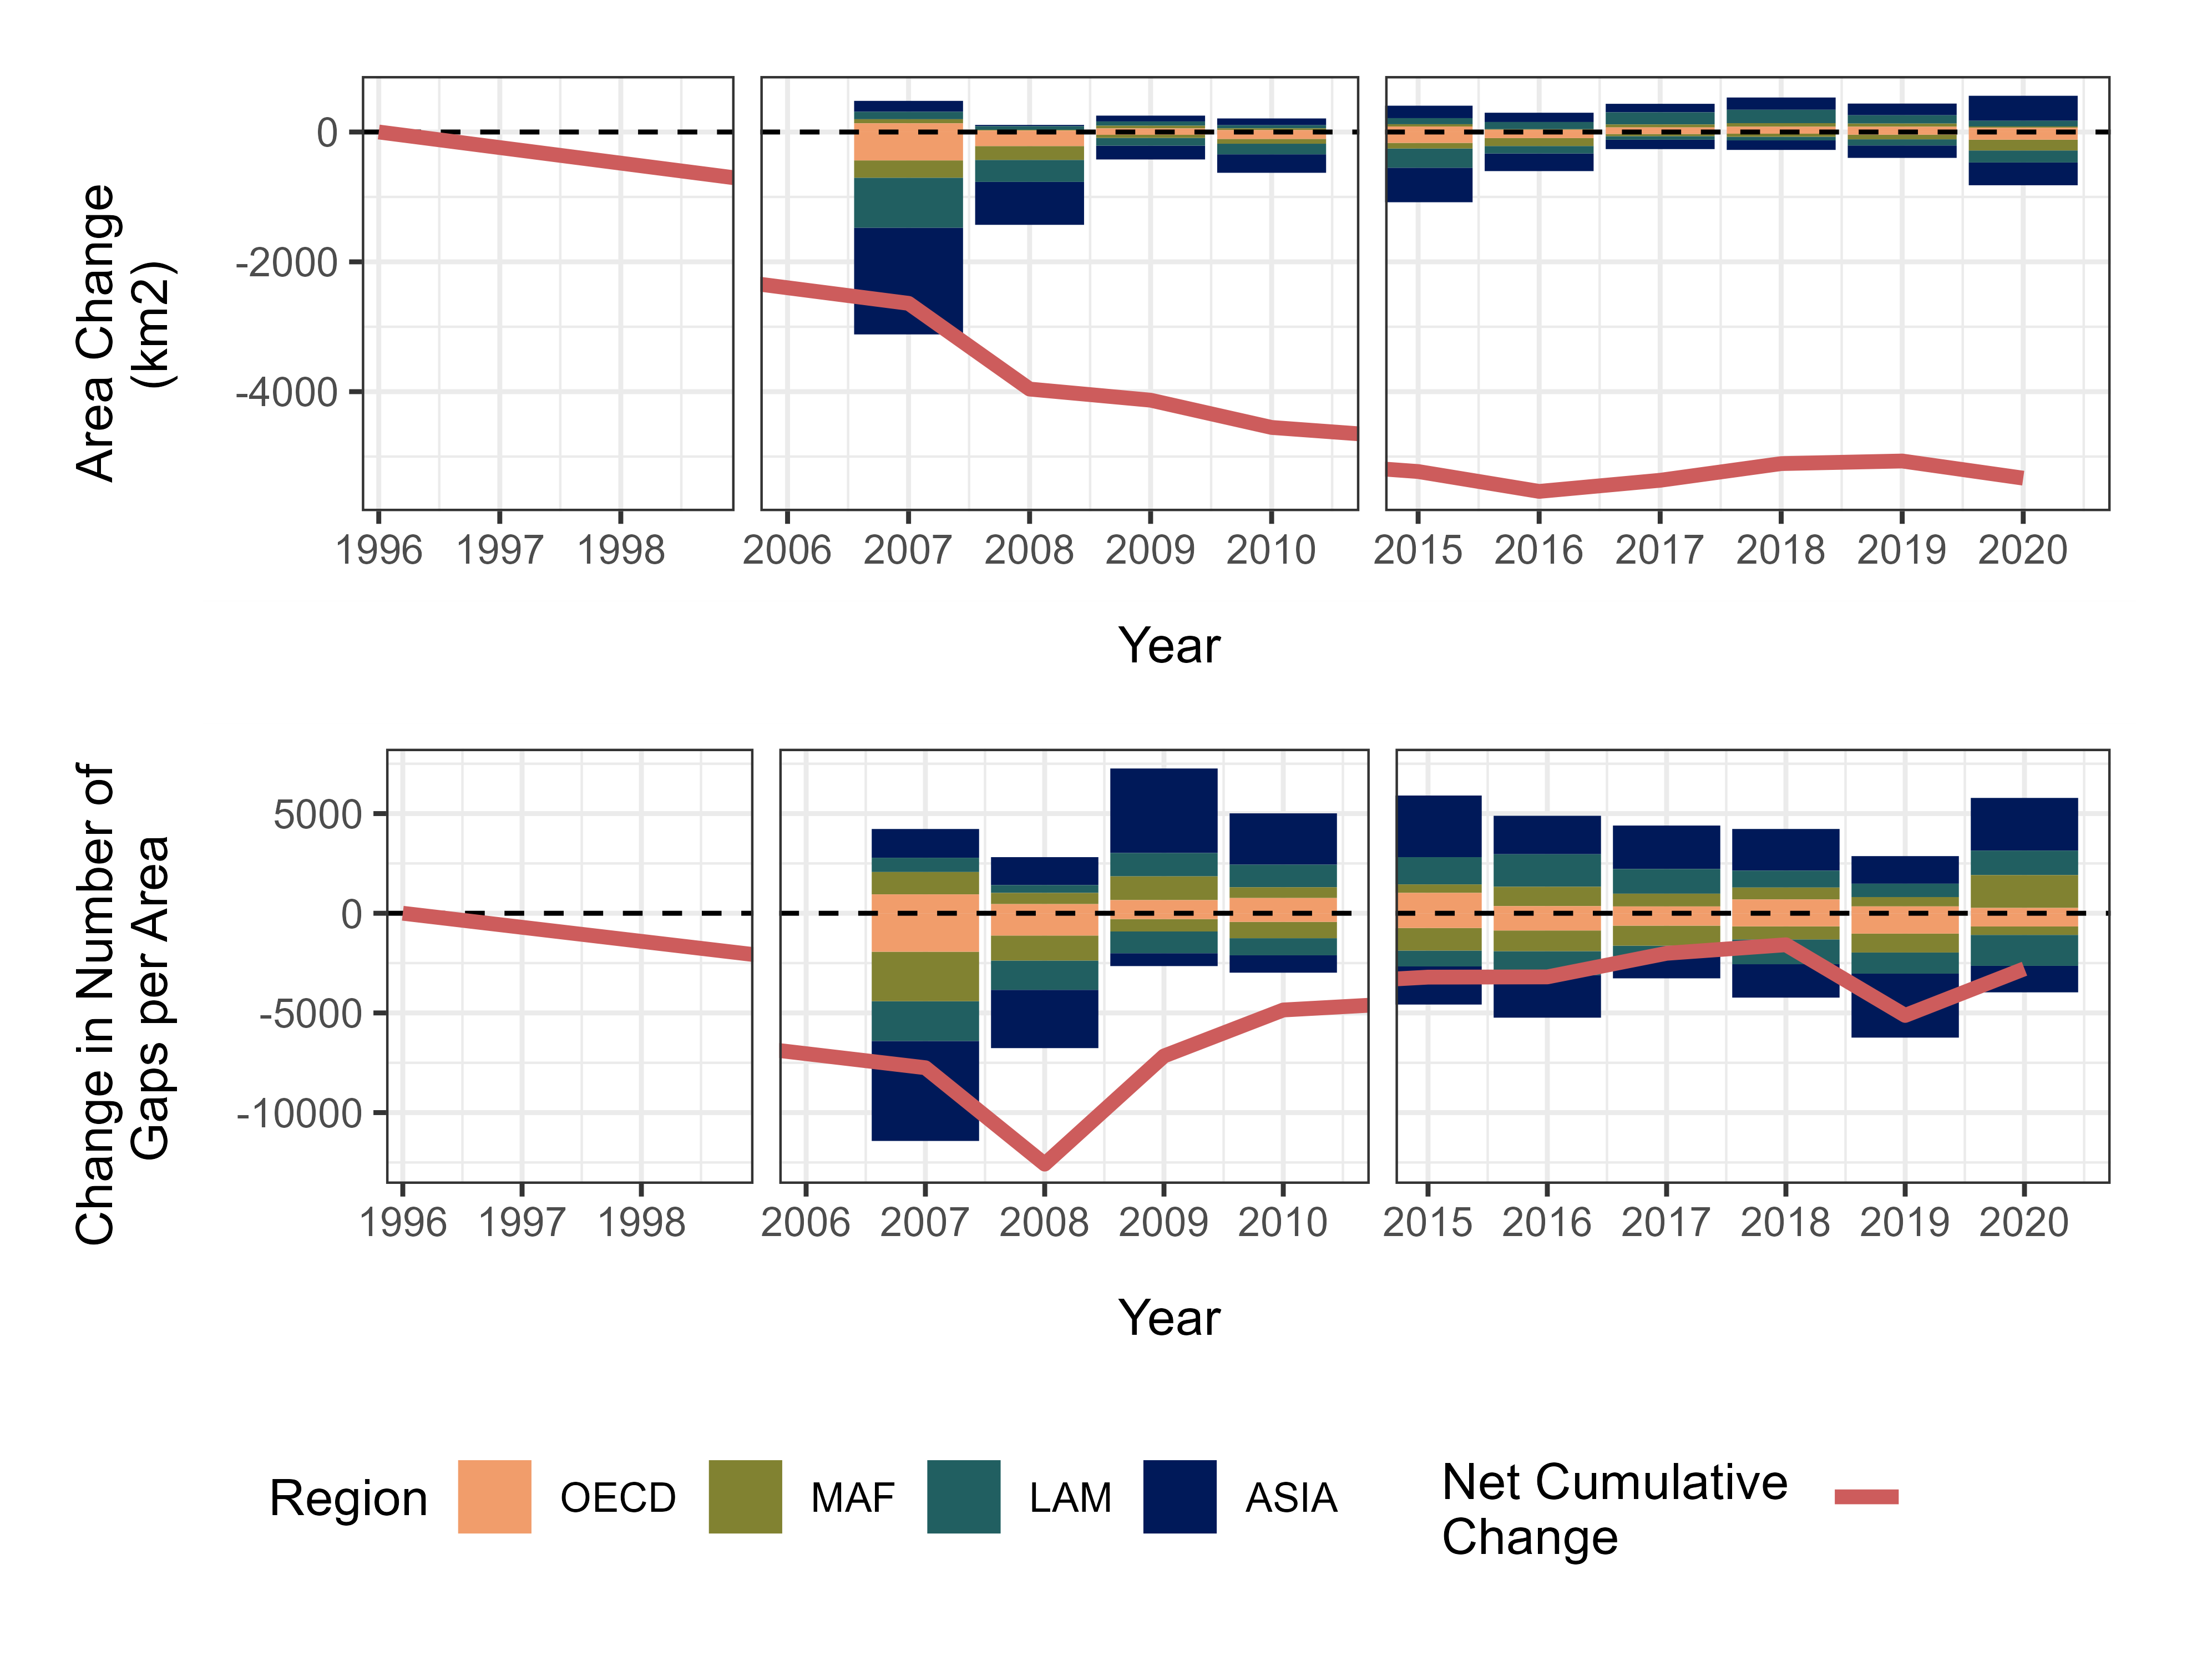 Area Change
(km2)
0
-2000
-4000
1996 1997 1998 2006 2007 2008 2009 2010 2015 2016 2017 2018 2019 2020
Year
Change in Number of
Gaps per Area
5000
0
-5000
-10000
1996 1997 1998 2006 2007 2008 2009 2010 2015 2016 2017 2018 2019 2020
Year
Region OECD MAF LAM ASIA
Net Cumulative
Change